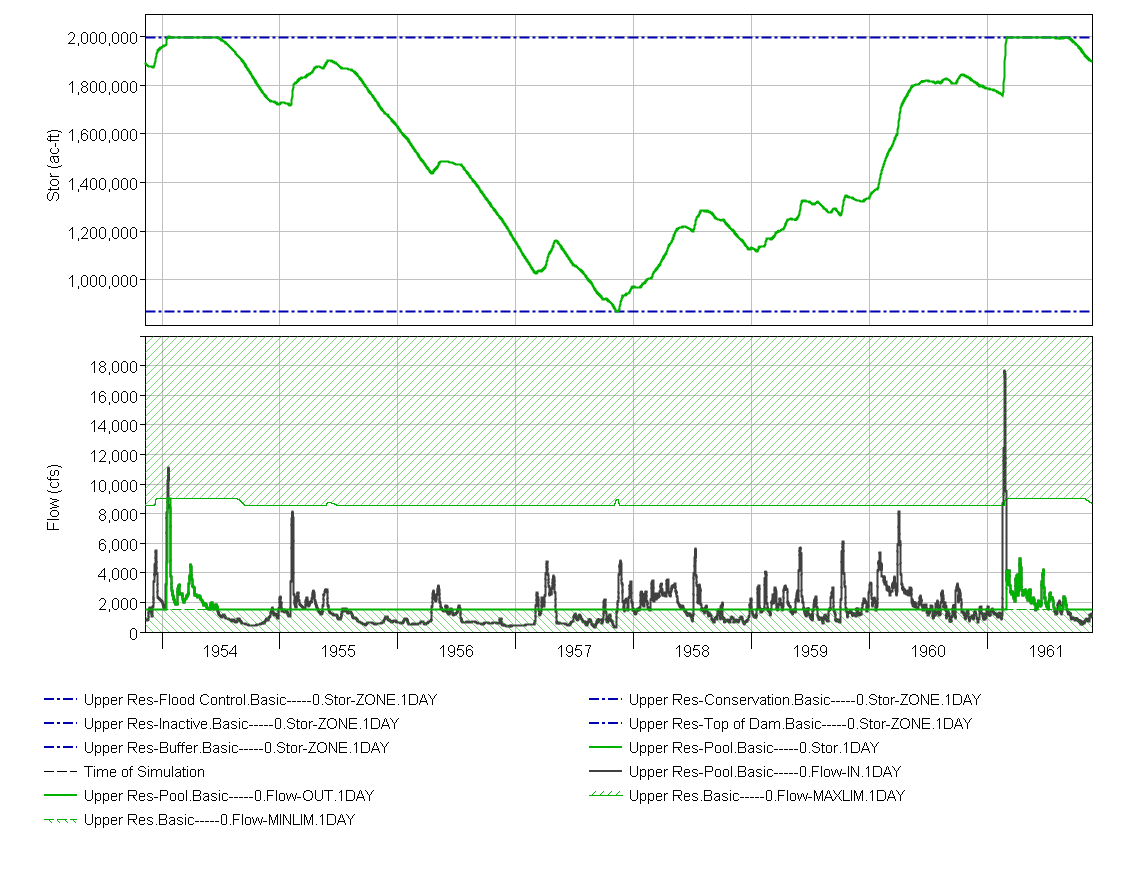 2,000,000
1,800,000
1,600,000
1,400,000
1,200,000
1,000,000
Stor (ac-ft)
18,000
16,000
14,000
12,000
10,000
8,000
6,000
4,000
2,000
0
Flow (cfs)
1954 1955 1956 1957 1958 1959 1960 1961
Upper Res-Flood Control.Basic-----0.Stor-ZONE.1DAY
Upper Res-Conservation.Basic-----0.Stor-ZONE.1DAY
Upper Res-Inactive.Basic-----0.Stor-ZONE.1DAY
Upper Res-Top of Dam.Basic-----0.Stor-ZONE.1DAY
Upper Res-Buffer.Basic-----0.Stor-ZONE.1DAY
Upper Res-Pool.Basic-----0.Stor.1DAY
Time of Simulation
Upper Res-Pool.Basic-----0.Flow-IN.1DAY
Upper Res-Pool.Basic-----0.Flow-OUT.1DAY
Upper Res.Basic-----0.Flow-MAXLIM.1DAY
Upper Res.Basic-----0.Flow-MINLIM.1DAY